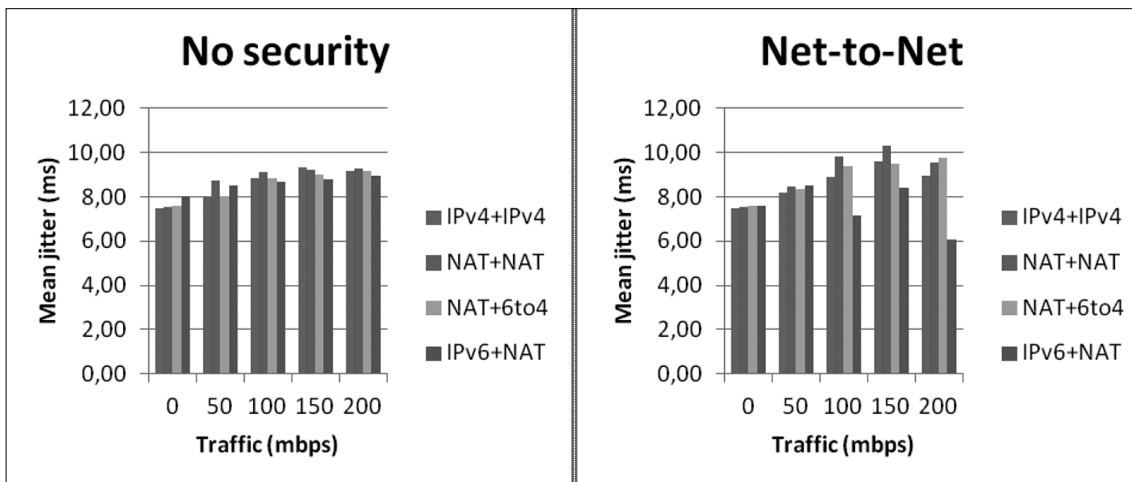 No security
Mean jitter (ms)
12,00
10,00
8,00
6,00
4,00
2,00
0,00
0 50 100 150 200
Traffic (mbps)
IPv4+IPv4
NAT+NAT
NAT+6to4
IPv6+NAT
Net-to-Net
Mean jitter (ms)
12,00
10,00
8,00
6,00
4,00
2,00
0,00
0 50 100 150 200
Traffic (mbps)
IPv4+IPv4
NAT+NAT
NAT+6to4
IPv6+NAT